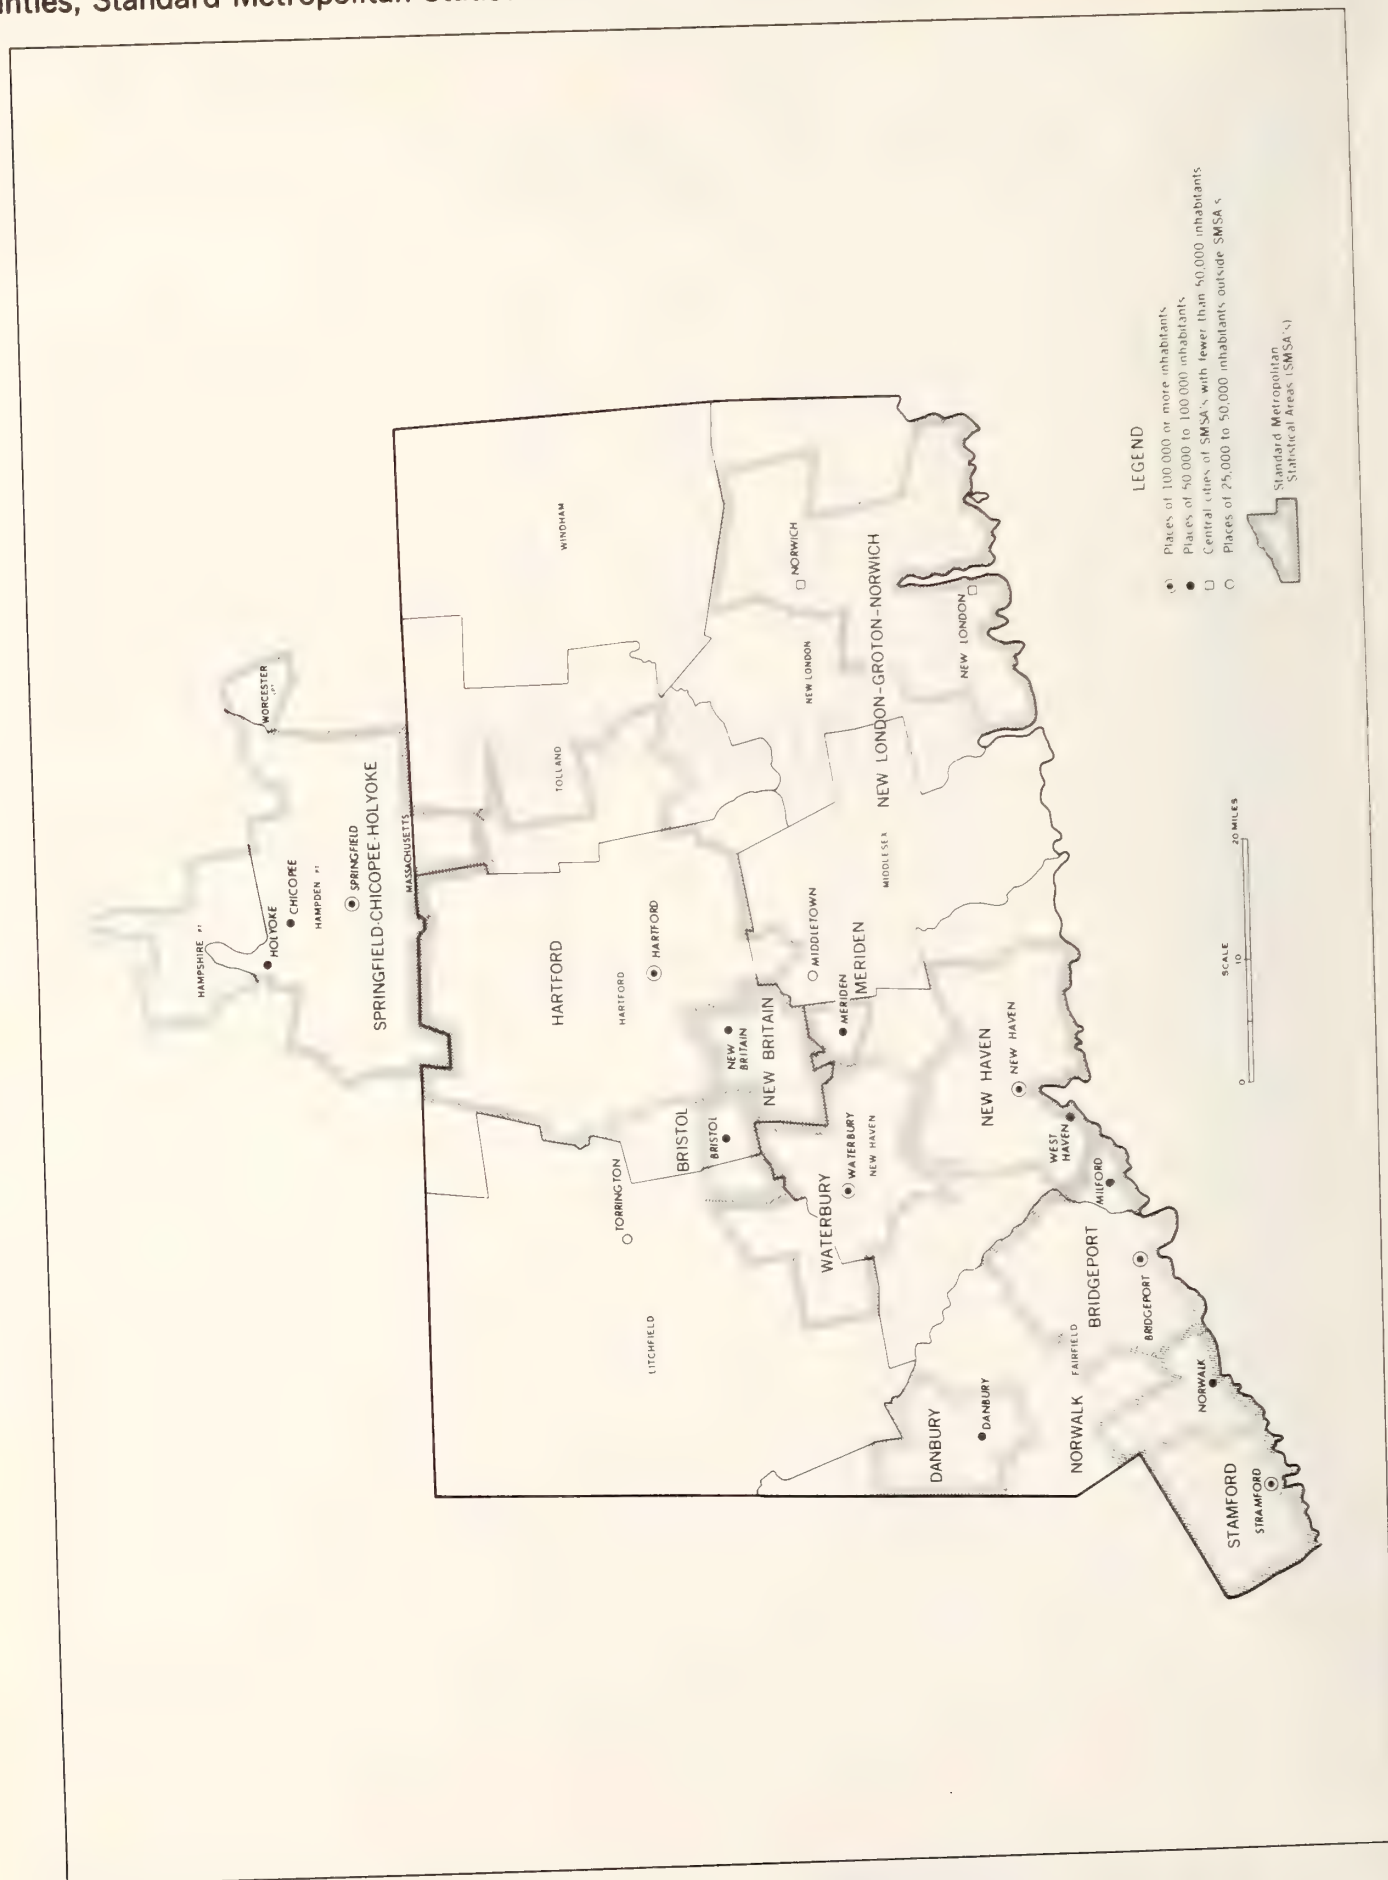 nties, Standard Metropolitan
WORCESTER
HAMPSHIRE PT
HOLYOKE
CHICOPEE
HAMPDEN PT
SPRINGFIELD
SPRINGFIELD-CHICOPEE-HOLYOKE
MASSACHUSETTS
WINDHAM
TOLLAND
HARTFORD
HARTFORD
HARTFORD
TORRINGTON
LITCHFIELD
BRISTOL
BRISTOL
NEW
BRITAIN
NEW BRITAIN
NORWICH
NEW LONDON
NEW LONDON-GROTON-NORWICH
NEW LONDON
MIDDLETOWN
MIDDLESEX
MERIDEN
MERIDEN
WATERBURY
WATERBURY
NEW HAVEN
NEW HAVEN
NEW HAVEN
WEST
HAVEN
MILFORD
DANBURY
DANBURY
BRIDGEPORT
BRIDGEPORT
FAIRFIELD
NORWALK
NORWALK
STAMFORD
STRAMFORD
SCALE
0 10 20 MILES
LEGEND
Places of 100 000 or more inhabitants
Places of 50 000 to 100 000 inhabitants
Central cities of SMSA's with fewer than 50,000 inhabitants
Places of 25,000 to 50,000 inhabitants outside SMSA s
Standard Metropolitan
Statistical Areas (SMSA's)